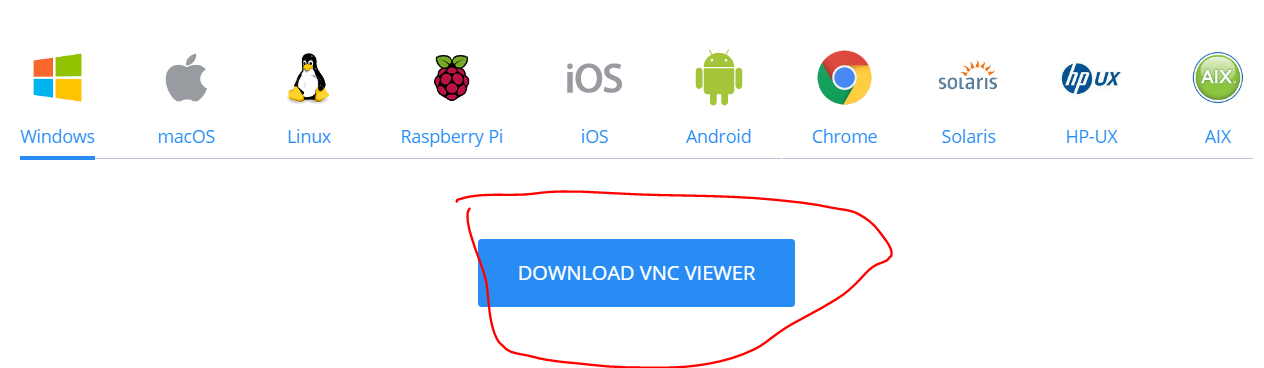 iOS solaris hp UX AIX
Windows macOS Linux Raspberry Pi iOS Android Chrome Solaris HP-UX AIX
DOWNLOAD VNC VIEWER